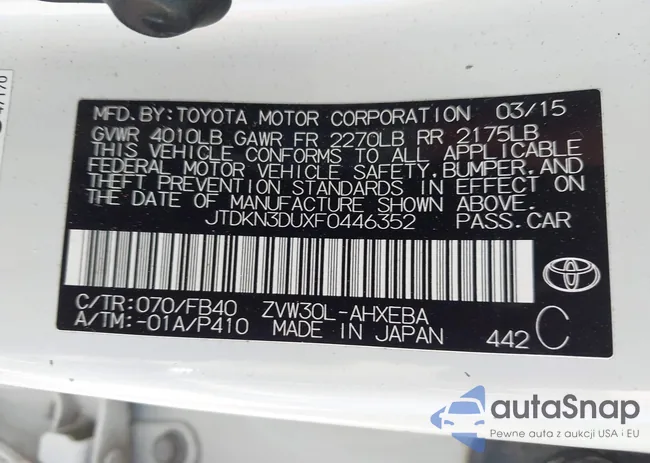 MFD.BY:TOYOTA MOTOR CORPORATION 03/15
GVWR 4010LB GAWR FR 2270LB RR 2175LB
THIS VEHICLE CONFORMS TO ALL APPLICABLE
FEDERAL MOTOR VEHICLE SAFETY,BUMPER,AND
THEFT PREVENTION STANDARDS IN EFFECT ON
THE DATE OF MANUFACTURE SHOWN ABOVE.
JTDKN3DUXF0446352 PASS.CAR
C/TR:070/FB40 ZVW30L-AHXEBA
A/TM:-01A/P410 MADE IN JAPAN 442 C
autoSnap
Pewne auta z aukcji USA i EU